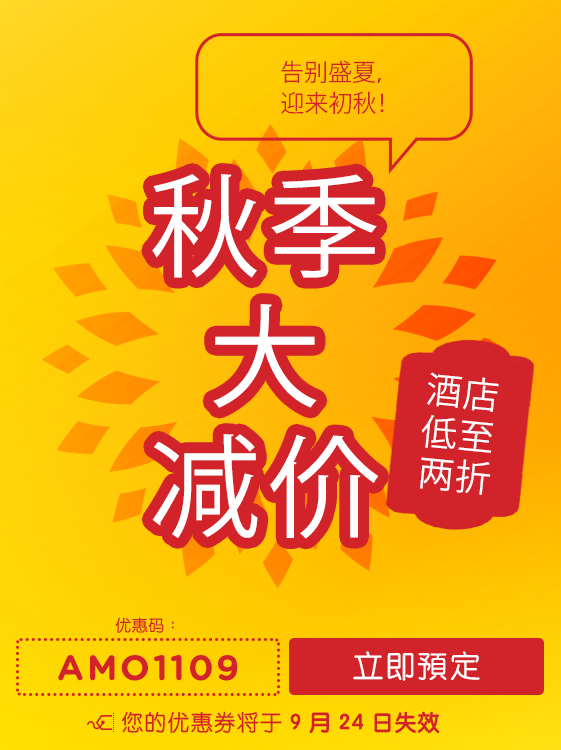 告别盛夏,
迎来初秋!
秋季
大
减价
酒店
低至
两折
优惠码：
AMO1109
立即預定
您的优惠券将于 9 月 24 日失效